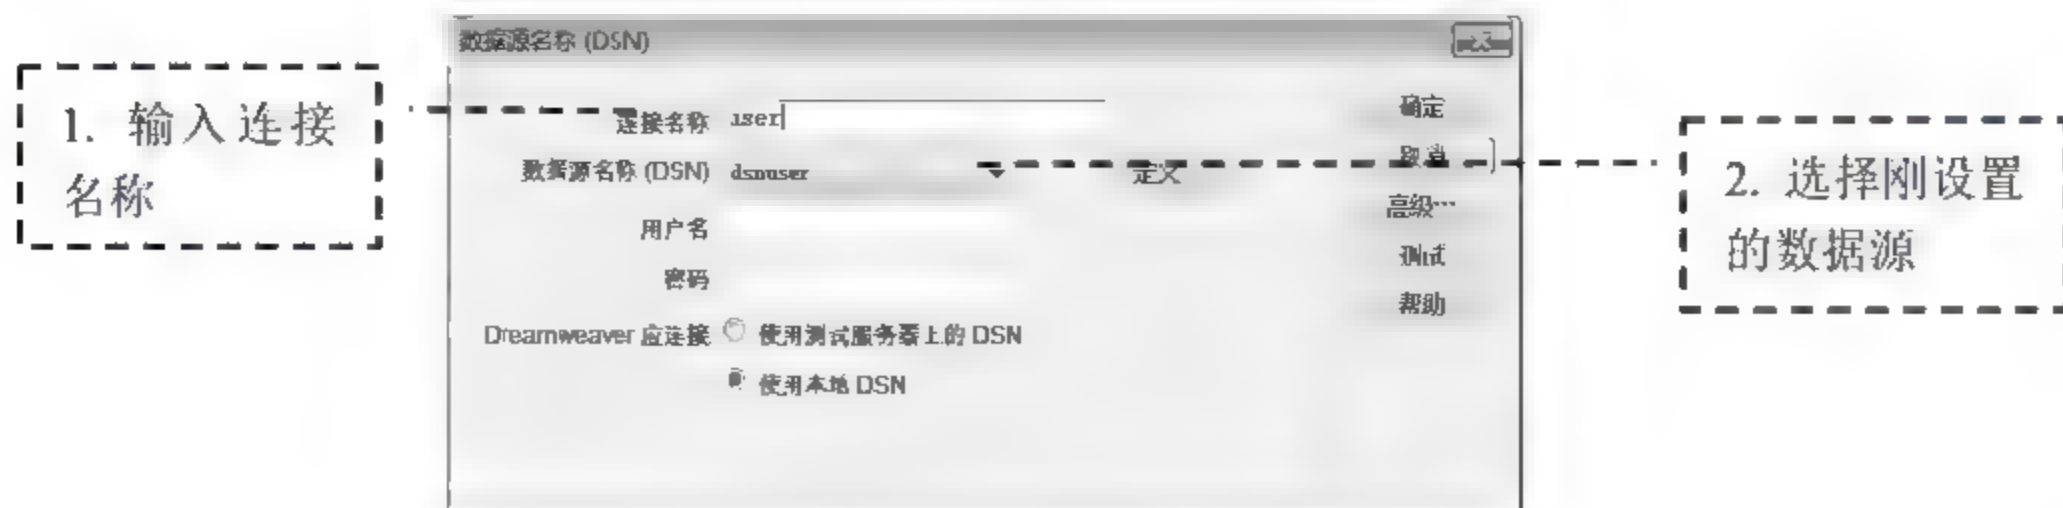 数据源名称 (DSN)
1. 输入连接
名称
连接名称 user
确定
数据源名称 (DSN) dsnuser 定义
取消
2. 选择刚设置
的数据源
高级…
用户名
测试
密码
帮助
Dreamweaver 应连接 使用测试服务器上的 DSN
使用本地 DSN